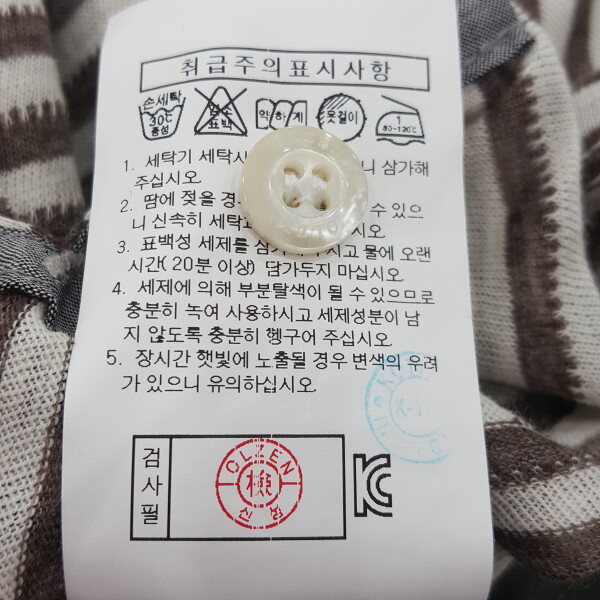 취급주의표시사항
손세탁 30℃ 중성
표백
약하게
옷걸이
1 80~120℃
1. 세탁기 세탁시 니 삼가해
주십시오.
2. 땀에 젖을 경 수 있으
니 신속히 세탁
3. 표백성 세제를 시고 물에 오랜
시간(20분 이상) 담가두지 마십시오.
4. 세제에 의해 부분탈색이 될 수 있으므로
충분히 녹여 사용하시고 세제성분이 남
지 않도록 충분히 헹구어 주십시오.
5. 장시간 햇빛에 노출될 경우 변색의 우려
가 있으니 유의하십시오.
검사필
OLZEN
檢
KC